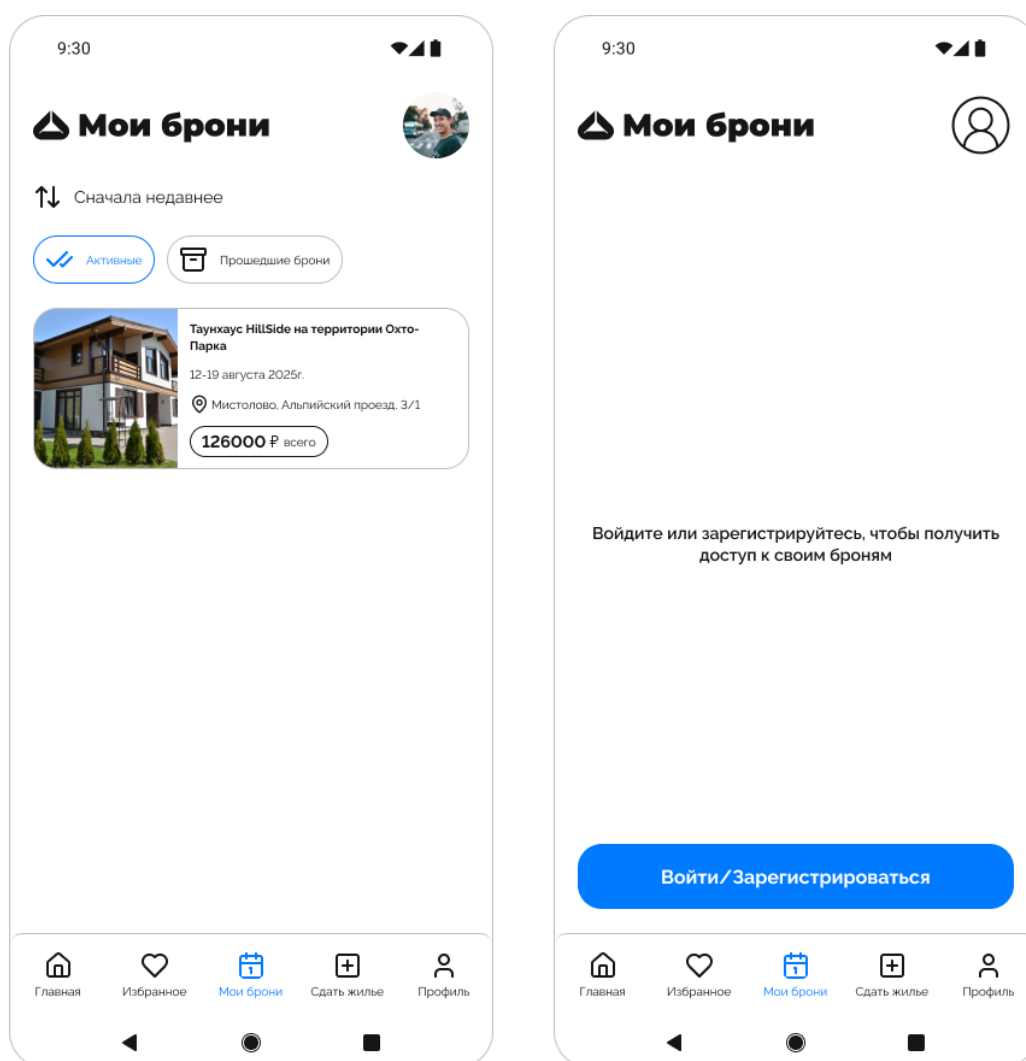 9:30
Мои брони
Сначала недавнее
Активные
Прошедшие брони
Таунхаус HillSide на территории Охто-
Парка
12-19 августа 2025г.
Мистолово, Альпийский проезд, 3/1
126000 ₽ всего
1
Главная
Избранное
Мои брони
Сдать жилье
Профиль
9:30
Мои брони
Войдите или зарегистрируйтесь, чтобы получить
доступ к своим броням
Войти/Зарегистрироваться
1
Главная
Избранное
Мои брони
Сдать жилье
Профиль